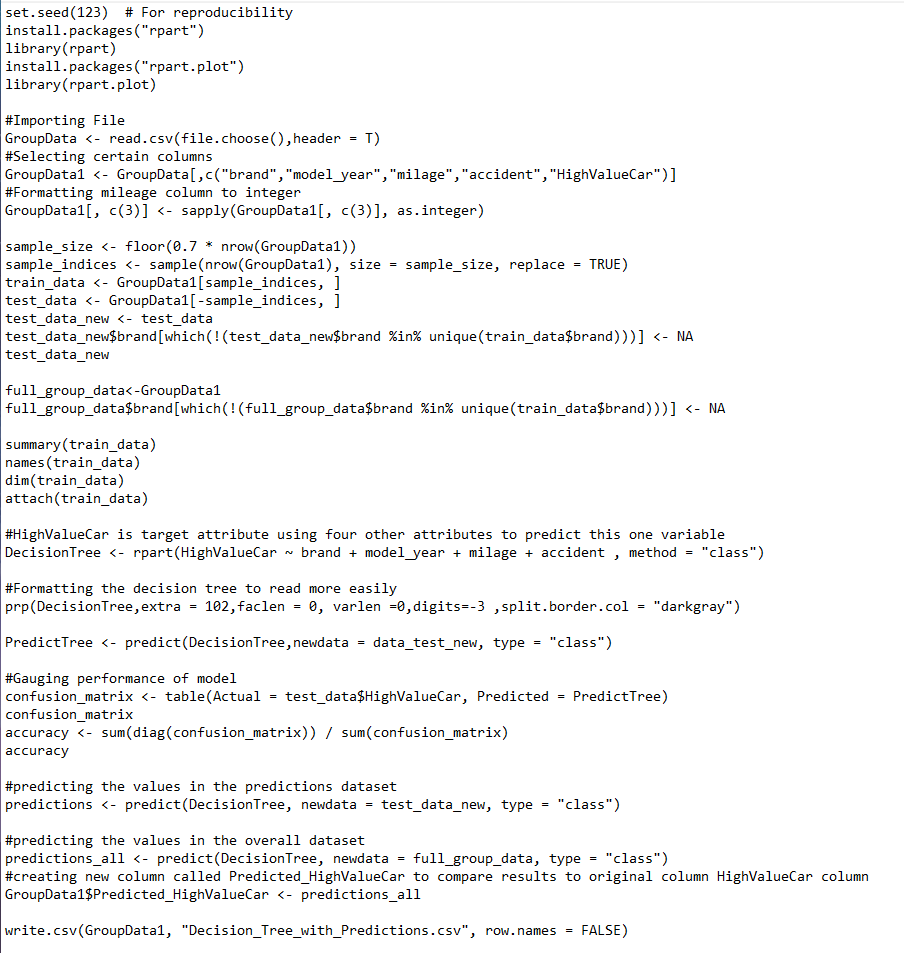 set.seed(123)  # For reproducibility
install.packages("rpart")
library(rpart)
install.packages("rpart.plot")
library(rpart.plot)

#Importing File
GroupData <- read.csv(file.choose(),header = T)
#Selecting certain columns
GroupData1 <- GroupData[,c("brand","model_year","milage","accident","HighValueCar")]
#Formatting mileage column to integer
GroupData1[, c(3)] <- sapply(GroupData1[, c(3)], as.integer)

sample_size <- floor(0.7 * nrow(GroupData1))
sample_indices <- sample(nrow(GroupData1), size = sample_size, replace = TRUE)
train_data <- GroupData1[sample_indices, ]
test_data <- GroupData1[-sample_indices, ]
test_data_new <- test_data
test_data_new$brand[which(!(test_data_new$brand %in% unique(train_data$brand)))] <- NA
test_data_new

full_group_data<-GroupData1
full_group_data$brand[which(!(full_group_data$brand %in% unique(train_data$brand)))] <- NA

summary(train_data)
names(train_data)
dim(train_data)
attach(train_data)

#HighValueCar is target attribute using four other attributes to predict this one variable
DecisionTree <- rpart(HighValueCar ~ brand + model_year + milage + accident , method = "class")

#Formatting the decision tree to read more easily
prp(DecisionTree,extra = 102,faclen = 0, varlen =0,digits=-3 ,split.border.col = "darkgray")

PredictTree <- predict(DecisionTree,newdata = data_test_new, type = "class")

#Gauging performance of model
confusion_matrix <- table(Actual = test_data$HighValueCar, Predicted = PredictTree)
confusion_matrix
accuracy <- sum(diag(confusion_matrix)) / sum(confusion_matrix)
accuracy

#predicting the values in the predictions dataset
predictions <- predict(DecisionTree, newdata = test_data_new, type = "class")

#predicting the values in the overall dataset
predictions_all <- predict(DecisionTree, newdata = full_group_data, type = "class")
#creating new column called Predicted_HighValueCar to compare results to original column HighValueCar column
GroupData1$Predicted_HighValueCar <- predictions_all

write.csv(GroupData1, "Decision_Tree_with_Predictions.csv", row.names = FALSE)